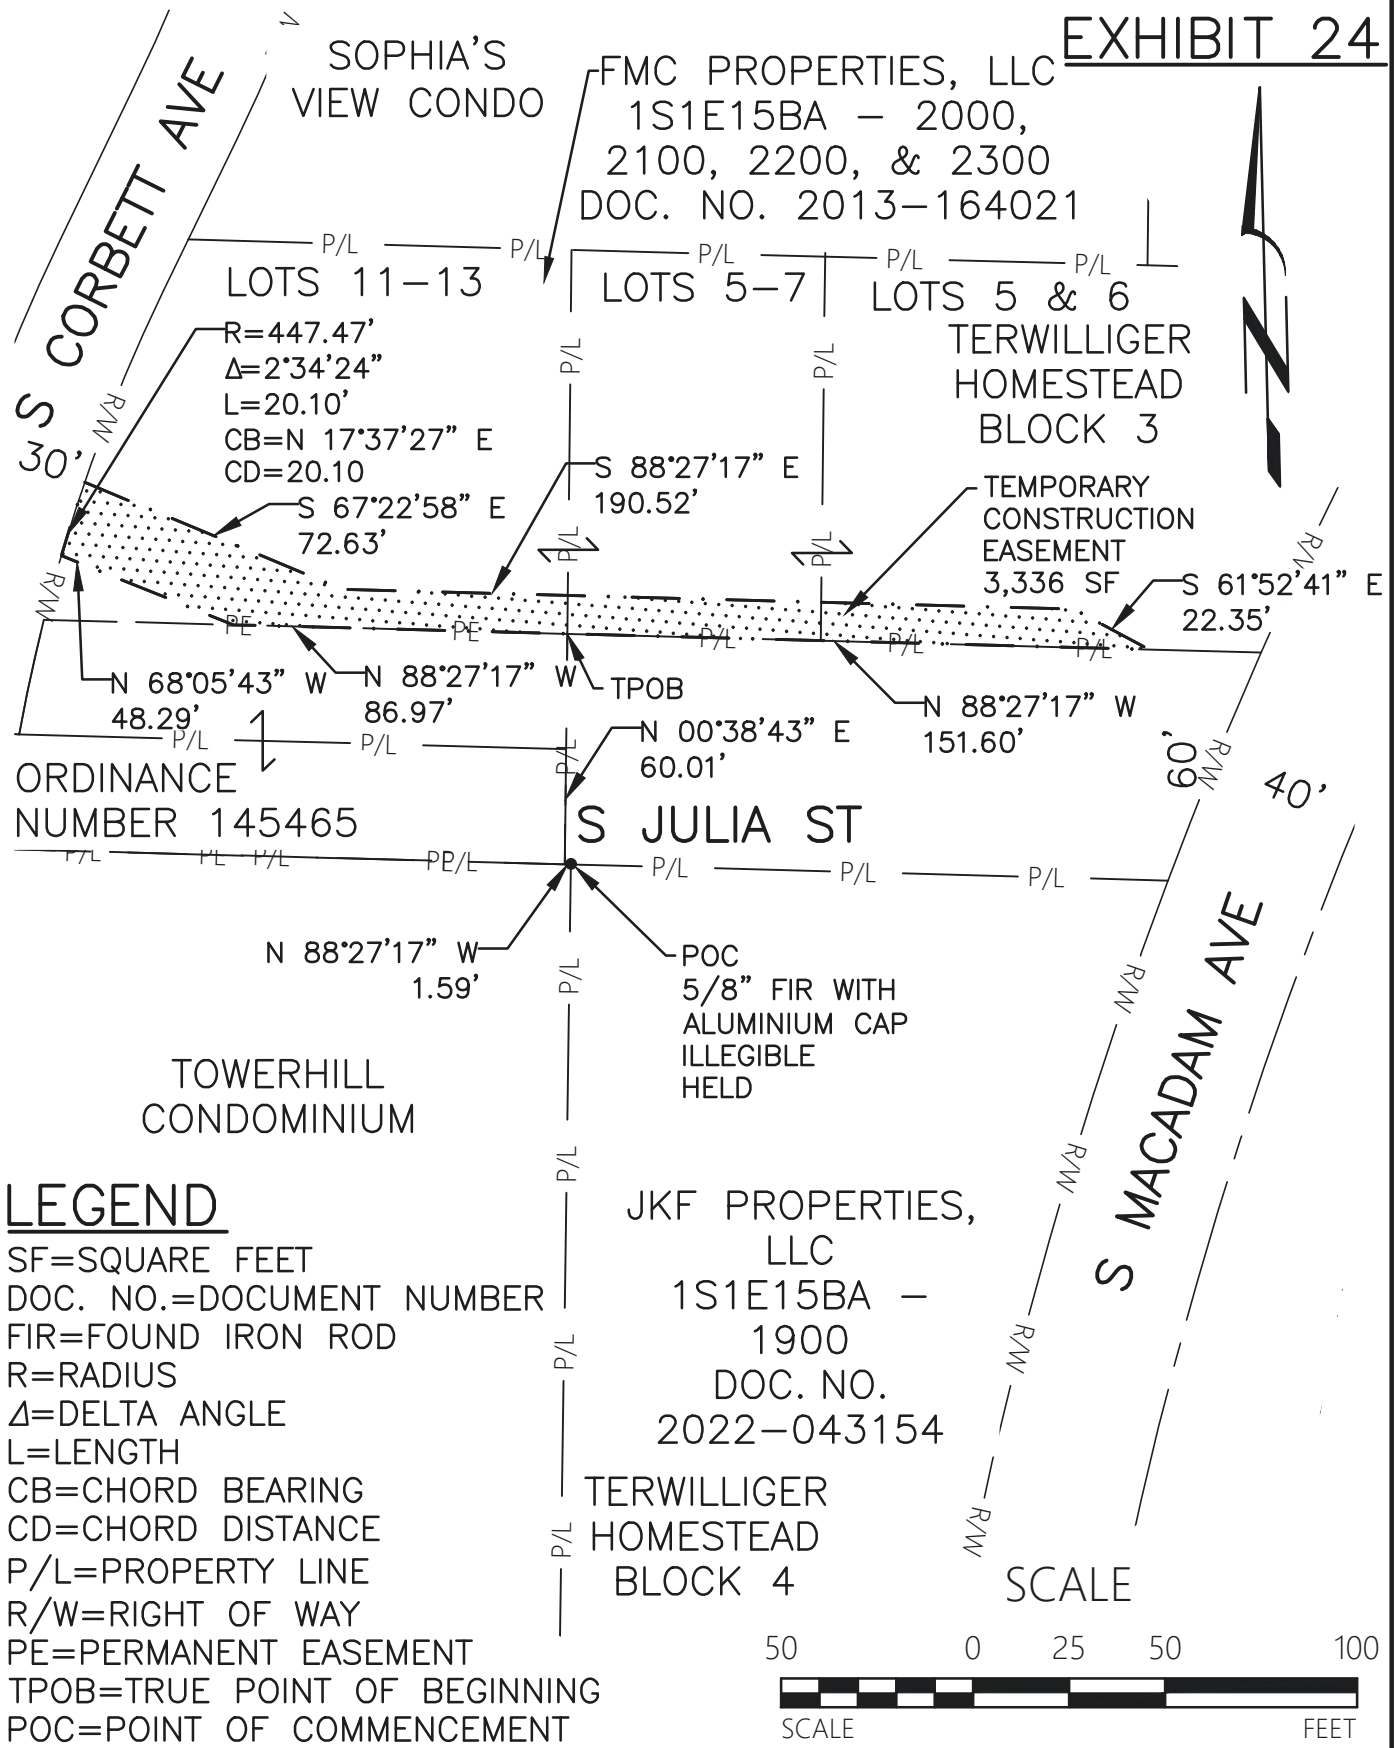 EXHIBIT 24
SOPHIA'S
VIEW CONDO
FMC PROPERTIES, LLC
1S1E15BA – 2000,
2100, 2200, & 2300
DOC. NO. 2013–164021
S CORBETT AVE
30'
P/L
P/L
P/L
P/L
P/L
LOTS 11–13
LOTS 5–7
LOTS 5 & 6
TERWILLIGER
HOMESTEAD
BLOCK 3
R=447.47'
Δ=2°34'24"
L=20.10'
CB=N 17°37'27" E
CD=20.10
P/L
P/L
R/W
S 67°22'58" E
72.63'
S 88°27'17" E
190.52'
TEMPORARY
CONSTRUCTION
EASEMENT
3,336 SF
P/L
P/L
R/W
S 61°52'41" E
22.35'
R/W
PE
PE
P/L
P/L
P/L
N 68°05'43" W
48.29'
N 88°27'17" W
86.97'
TPOB
N 88°27'17" W
151.60'
N 00°38'43" E
60.01'
P/L
P/L
P/L
60'
R/W
40'
ORDINANCE
NUMBER 145465
S JULIA ST
P/L
PE
P/L
PE
P/L
P/L
P/L
P/L
N 88°27'17" W
1.59'
P/L
POC
5/8" FIR WITH
ALUMINIUM CAP
ILLEGIBLE
HELD
R/W
S MACADAM AVE
TOWERHILL
CONDOMINIUM
P/L
R/W
JKF PROPERTIES,
LLC
1S1E15BA –
1900
DOC. NO.
2022–043154
P/L
R/W
TERWILLIGER
HOMESTEAD
BLOCK 4
P/L
R/W
LEGEND
SF=SQUARE FEET
DOC. NO.=DOCUMENT NUMBER
FIR=FOUND IRON ROD
R=RADIUS
Δ=DELTA ANGLE
L=LENGTH
CB=CHORD BEARING
CD=CHORD DISTANCE
P/L=PROPERTY LINE
R/W=RIGHT OF WAY
PE=PERMANENT EASEMENT
TPOB=TRUE POINT OF BEGINNING
POC=POINT OF COMMENCEMENT
SCALE
50 0 25 50 100
SCALE FEET